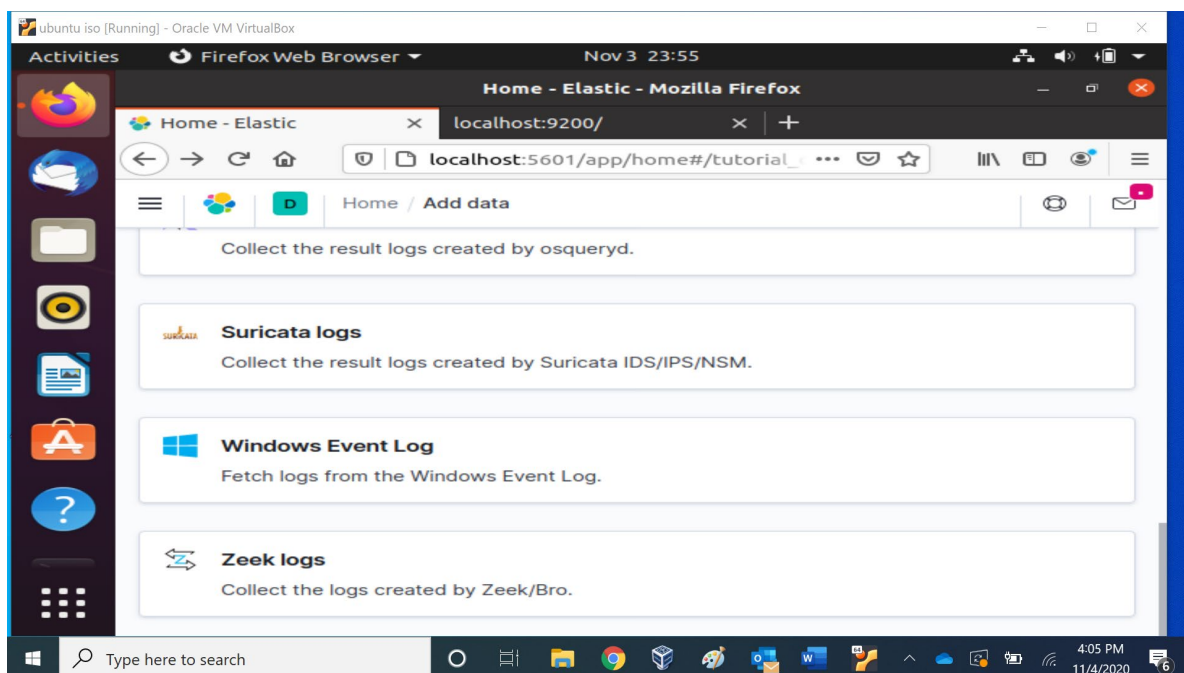 ubuntu iso [Running] - Oracle VM VirtualBox
Activities Firefox Web Browser Nov 3 23:55
Home - Elastic - Mozilla Firefox
Home - Elastic localhost:9200/
localhost:5601/app/home#/tutorial_
D Home / Add data
Collect the result logs created by osqueryd.
SURICATA
Suricata logs
Collect the result logs created by Suricata IDS/IPS/NSM.
Windows Event Log
Fetch logs from the Windows Event Log.
Zeek logs
Collect the logs created by Zeek/Bro.
Type here to search
4:05 PM
11/4/2020
6